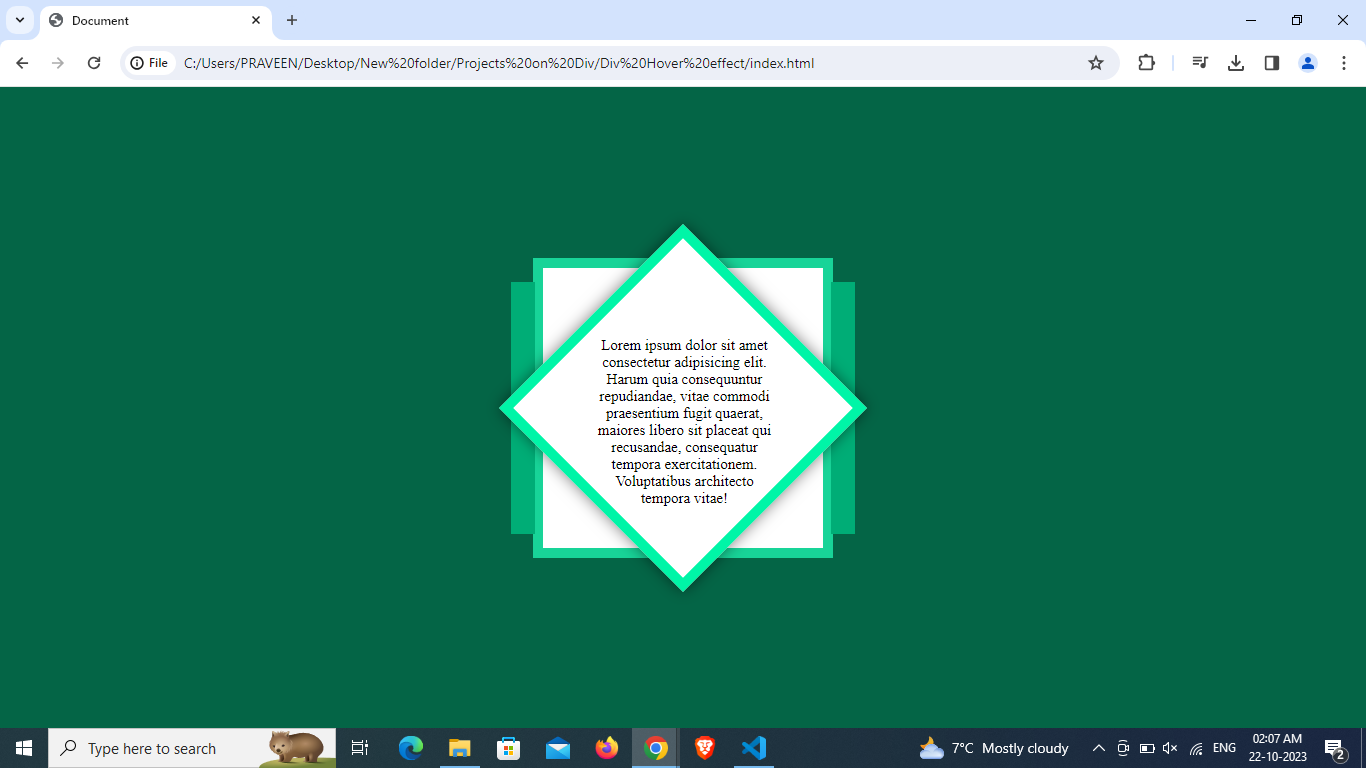 Document
File
C:/Users/PRAVEEN/Desktop/New%20folder/Projects%20on%20Div/Div%20Hover%20effect/index.html
Lorem ipsum dolor sit amet
consectetur adipisicing elit.
Harum quia consequuntur
repudiandae, vitae commodi
praesentium fugit quaerat,
maiores libero sit placeat qui
recusandae, consequatur
tempora exercitationem.
Voluptatibus architecto
tempora vitae!
Type here to search
7°C Mostly cloudy
ENG
02:07 AM
22-10-2023
2